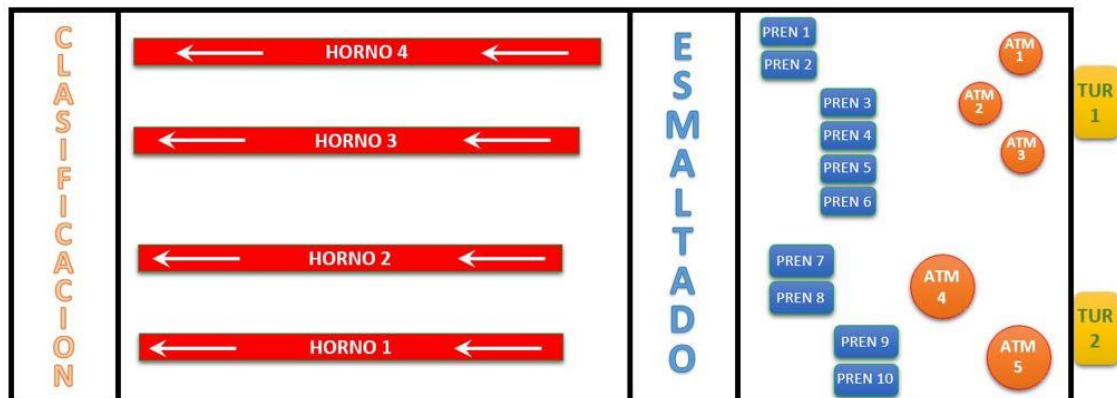 CLASIFICACION
HORNO 4
HORNO 3
HORNO 2
HORNO 1
ESMALTADO
PREN 1
PREN 2
PREN 3
PREN 4
PREN 5
PREN 6
PREN 7
PREN 8
PREN 9
PREN 10
ATM
1
ATM
2
ATM
3
ATM
4
ATM
5
TUR
1
TUR
2